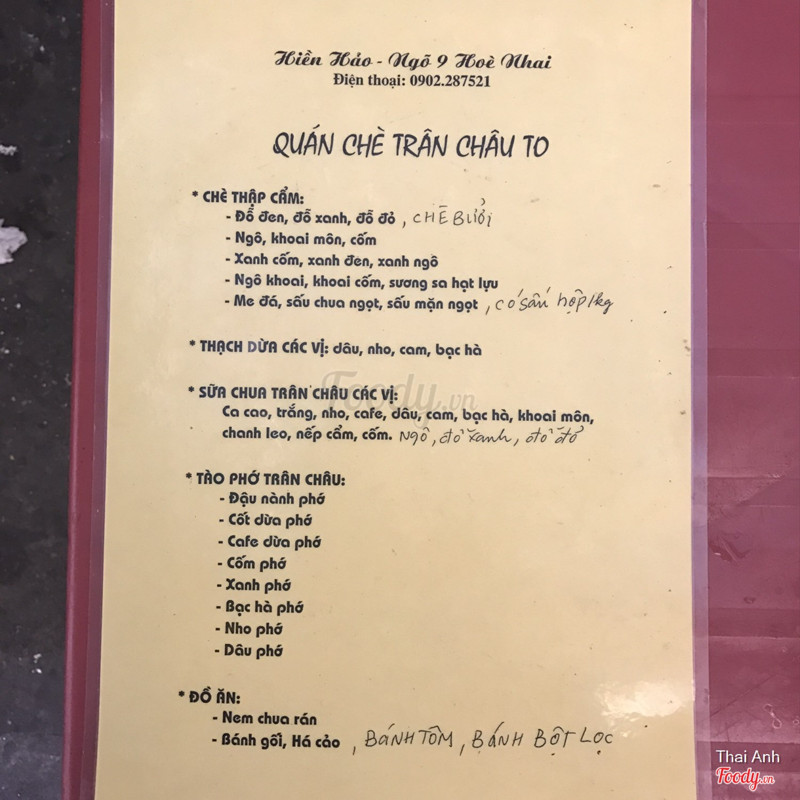 Hiền Hảo - Ngõ 9 Hoè Nhai
Điện thoại: 0902.287521
QUÁN CHÈ TRÂN CHÂU TO
* CHÈ THẬP CẨM:
- Đỗ đen, đỗ xanh, đỗ đỏ, CHÈ BƯỞI
- Ngô, khoai môn, cốm
- Xanh cốm, xanh đen, xanh ngô
- Ngô khoai, khoai cốm, sương sa hạt lựu
- Me đá, sấu chua ngọt, sấu mặn ngọt, có sấu hộp 1kg
* THẠCH DỪA CÁC VỊ: dâu, nho, cam, bạc hà
Foody.vn
* SỮA CHUA TRÂN CHÂU CÁC VỊ:
Ca cao, trắng, nho, cafe, dâu, cam, bạc hà, khoai môn,
chanh leo, nếp cẩm, cốm. ngô, đỗ xanh, đỗ đỏ
* TÀO PHỚ TRÂN CHÂU:
- Đậu nành phớ
- Cốt dừa phớ
- Cafe dừa phớ
- Cốm phớ
- Xanh phớ
- Bạc hà phớ
- Nho phớ
- Dâu phớ
* ĐỒ ĂN:
- Nem chua rán
- Bánh gối, Há cảo, BÁNH TÔM, BÁNH BỘT LỌC
Thai Anh
Foody.vn